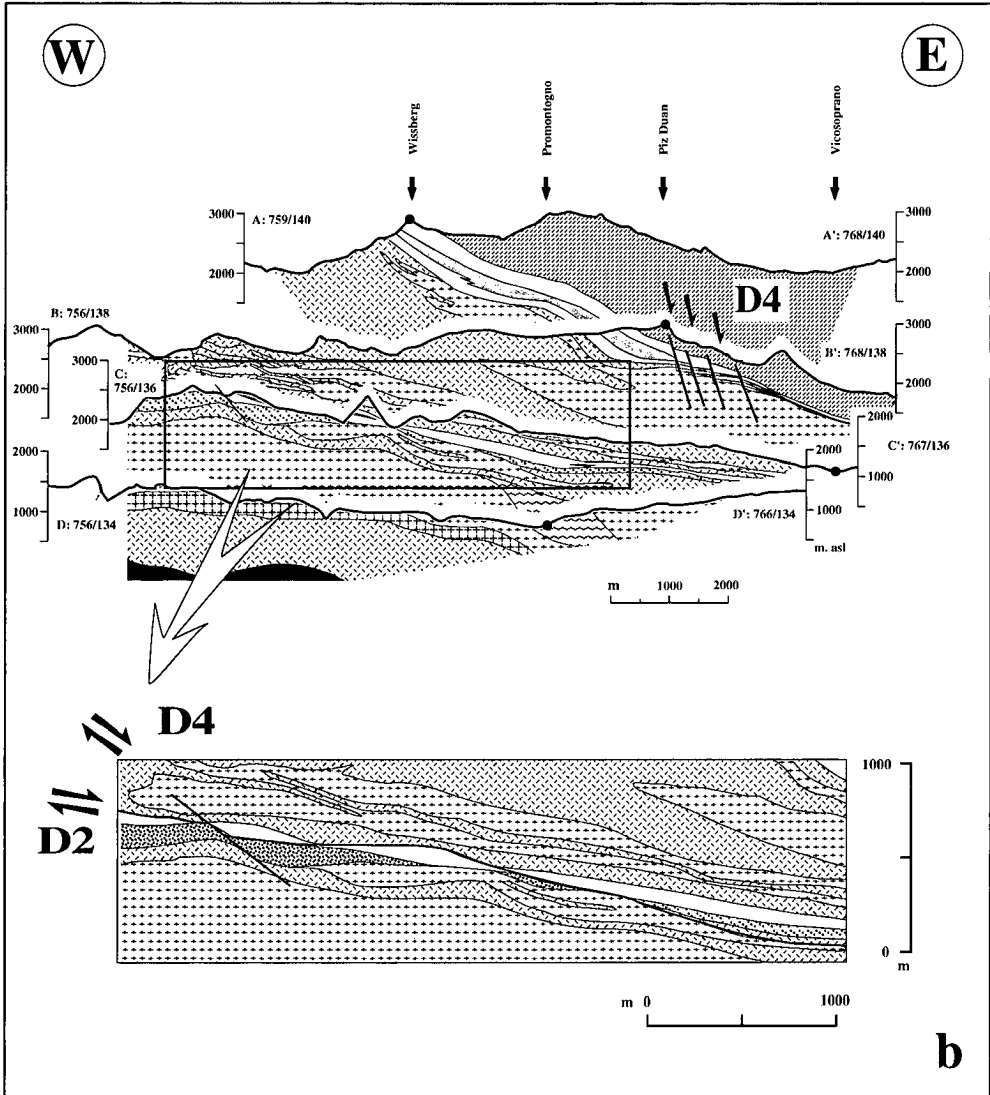 W
E
Wissberg
Promontogno
Piz Duan
Vicosoprano
3000
A: 759/140
2000
3000
A': 768/140
2000
D4
B: 756/138
3000
2000
3000
C:
756/136
2000
3000
B': 768/138
2000
2000
C': 767/136
1000
2000
1000
D: 756/134
2000
1000
D': 766/134
m. asl
m 1000 2000
D4
D2
1000
0
m
m 0 1000
b